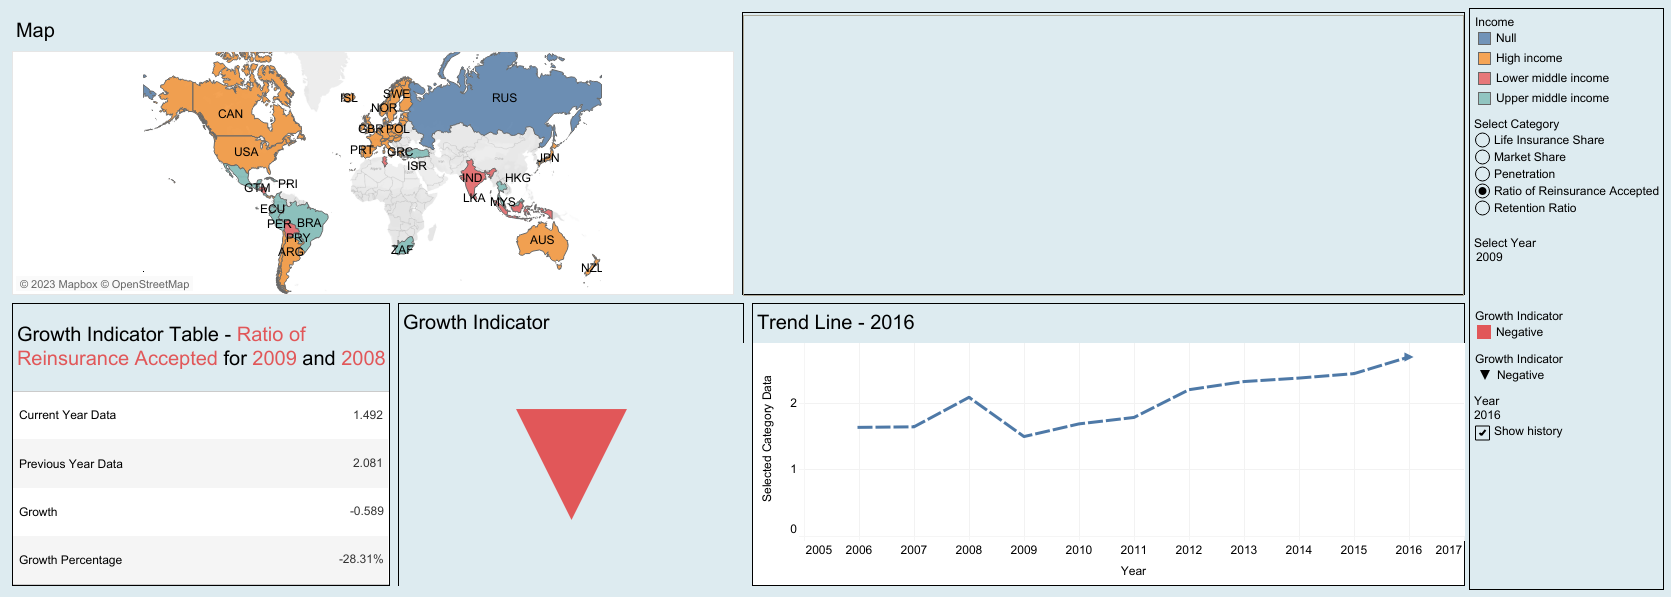 Map
ISL
SWE
RUS
NOR
CAN
GBR
POL
USA
PRT
GRC
JPN
ISR
IND
HKG
GTM
PRI
LKA
MYS
ECU
PER
BRA
PRY
AUS
ARG
ZAF
NZL
© 2023 Mapbox © OpenStreetMap
Growth Indicator Table - Ratio of
Reinsurance Accepted for 2009 and 2008
Current Year Data
1.492
Previous Year Data
2.081
Growth
-0.589
Growth Percentage
-28.31%
Growth Indicator
Trend Line - 2016
Selected Category Data
2
1
0
2005
2006
2007
2008
2009
2010
2011
2012
2013
2014
2015
2016
2017
Year
Income
Null
High income
Lower middle income
Upper middle income
Select Category
Life Insurance Share
Market Share
Penetration
Ratio of Reinsurance Accepted
Retention Ratio
Select Year
2009
Growth Indicator
Negative
Growth Indicator
Negative
Year
2016
Show history